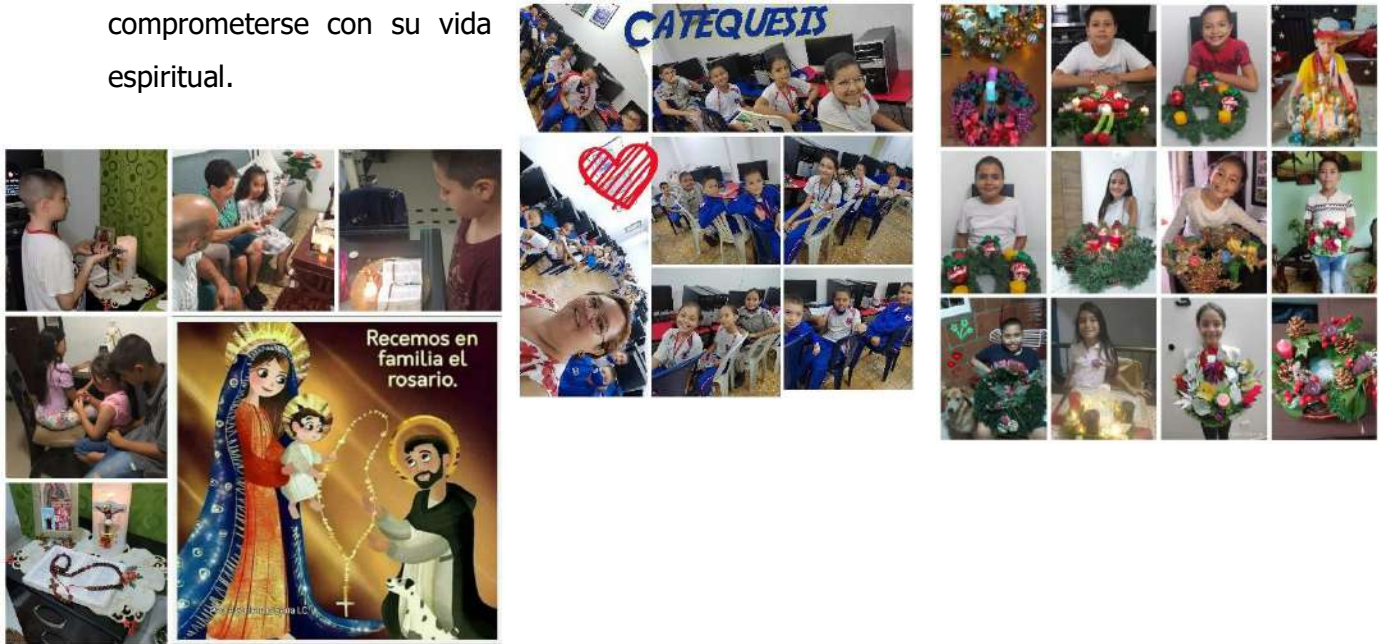 comprometerse con su vida
espiritual.
CATEQUESIS
Recemos en
familia el
rosario.